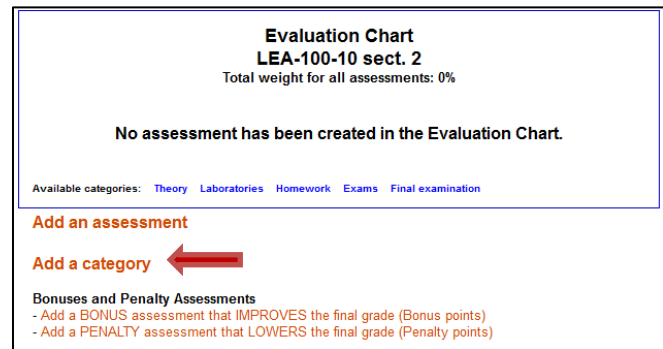 Evaluation Chart
LEA-100-10 sect. 2
Total weight for all assessments: 0%
No assessment has been created in the Evaluation Chart.
Available categories: Theory Laboratories Homework Exams Final examination
Add an assessment
Add a category
Bonuses and Penalty Assessments
- Add a BONUS assessment that IMPROVES the final grade (Bonus points)
- Add a PENALTY assessment that LOWERS the final grade (Penalty points)